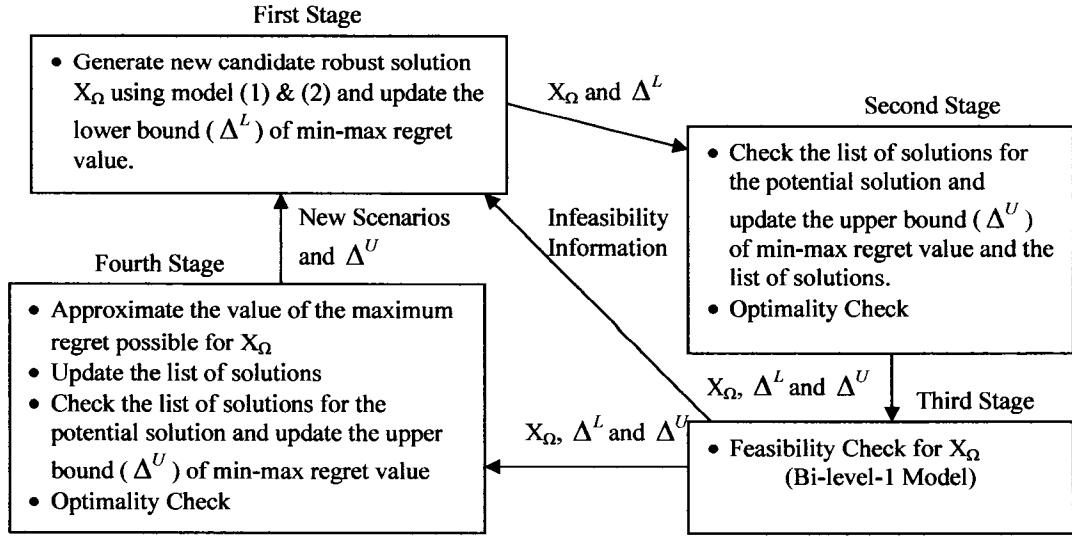 First Stage
• Generate new candidate robust solution
X_Ω using model (1) & (2) and update the
lower bound ( Δ^L ) of min-max regret
value.
X_Ω and Δ^L
Second Stage
• Check the list of solutions for
the potential solution and
update the upper bound ( Δ^U )
of min-max regret value and the
list of solutions.
• Optimality Check
New Scenarios
and Δ^U
Infeasibility
Information
Fourth Stage
• Approximate the value of the maximum
regret possible for X_Ω
• Update the list of solutions
• Check the list of solutions for the
potential solution and update the upper
bound ( Δ^U ) of min-max regret value
• Optimality Check
X_Ω, Δ^L and Δ^U
Third Stage
X_Ω, Δ^L and Δ^U
• Feasibility Check for X_Ω
(Bi-level-1 Model)